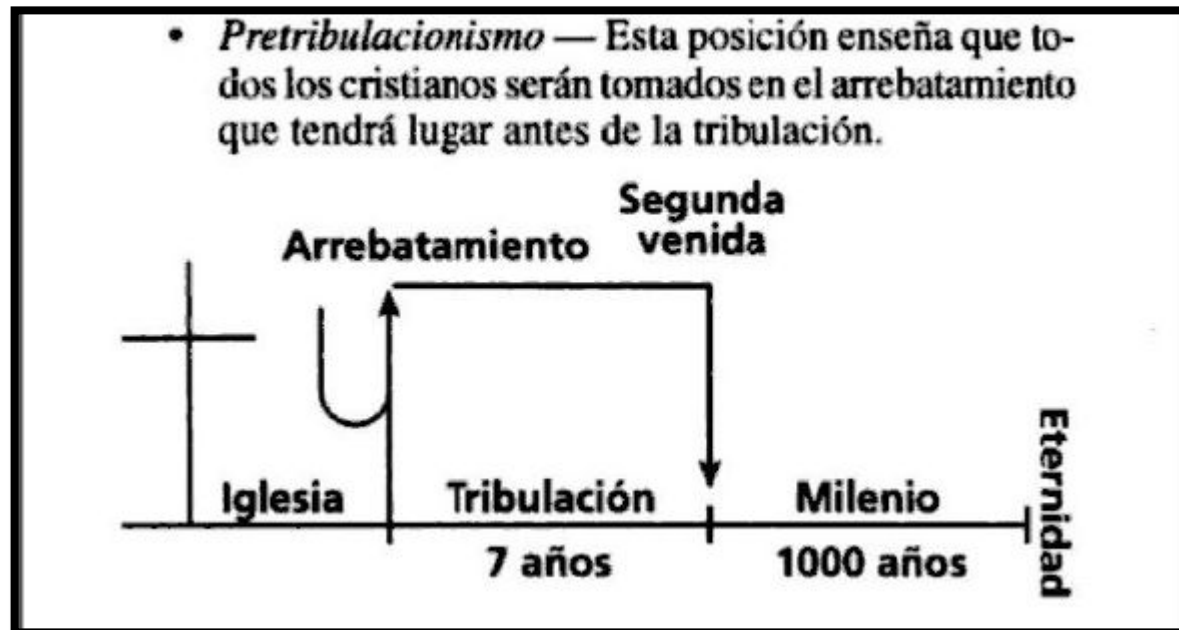 • Pretribulacionismo — Esta posición enseña que to-
dos los cristianos serán tomados en el arrebatamiento
que tendrá lugar antes de la tribulación.
Segunda
venida
Arrebatamiento
Iglesia
Tribulación
Milenio
7 años
1000 años
Eternidad